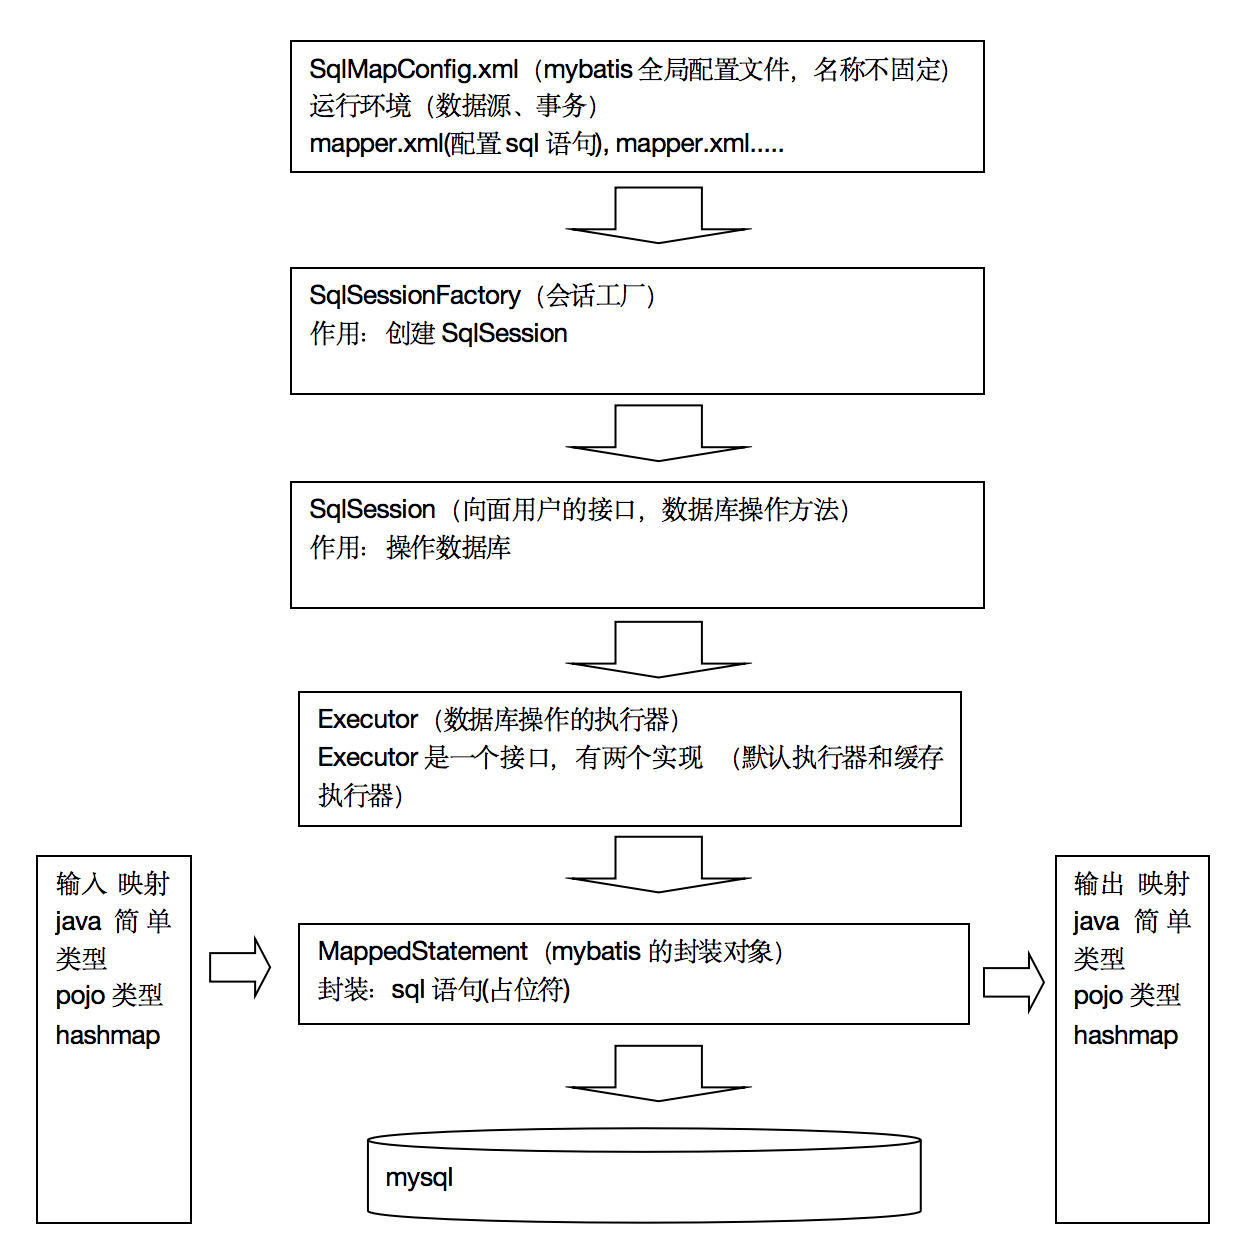 SqlMapConfig.xml（mybatis 全局配置文件，名称不固定）
运行环境（数据源、事务）
mapper.xml(配置 sql 语句), mapper.xml.....
SqlSessionFactory（会话工厂）
作用：创建 SqlSession
SqlSession（向面用户的接口，数据库操作方法）
作用：操作数据库
Executor（数据库操作的执行器）
Executor 是一个接口，有两个实现 （默认执行器和缓存
执行器）
输入 映射
java 简 单
类型
pojo 类型
hashmap
MappedStatement（mybatis 的封装对象）
封装：sql 语句(占位符)
输出 映射
java 简 单
类型
pojo 类型
hashmap
mysql